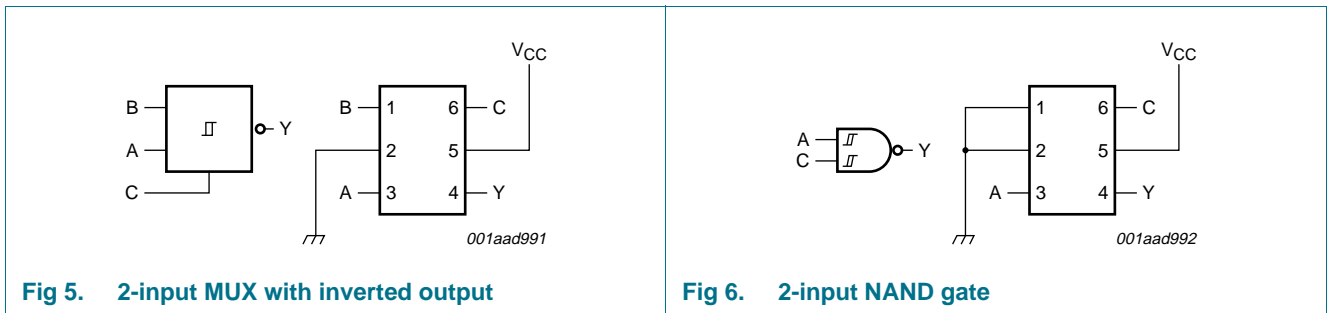 B
A
C
Y
B
A
1
2
3
6
5
4
C
Y
VCC
001aad991
Fig 5. 2-input MUX with inverted output
A
C
Y
A
1
2
3
6
5
4
C
Y
VCC
001aad992
Fig 6. 2-input NAND gate